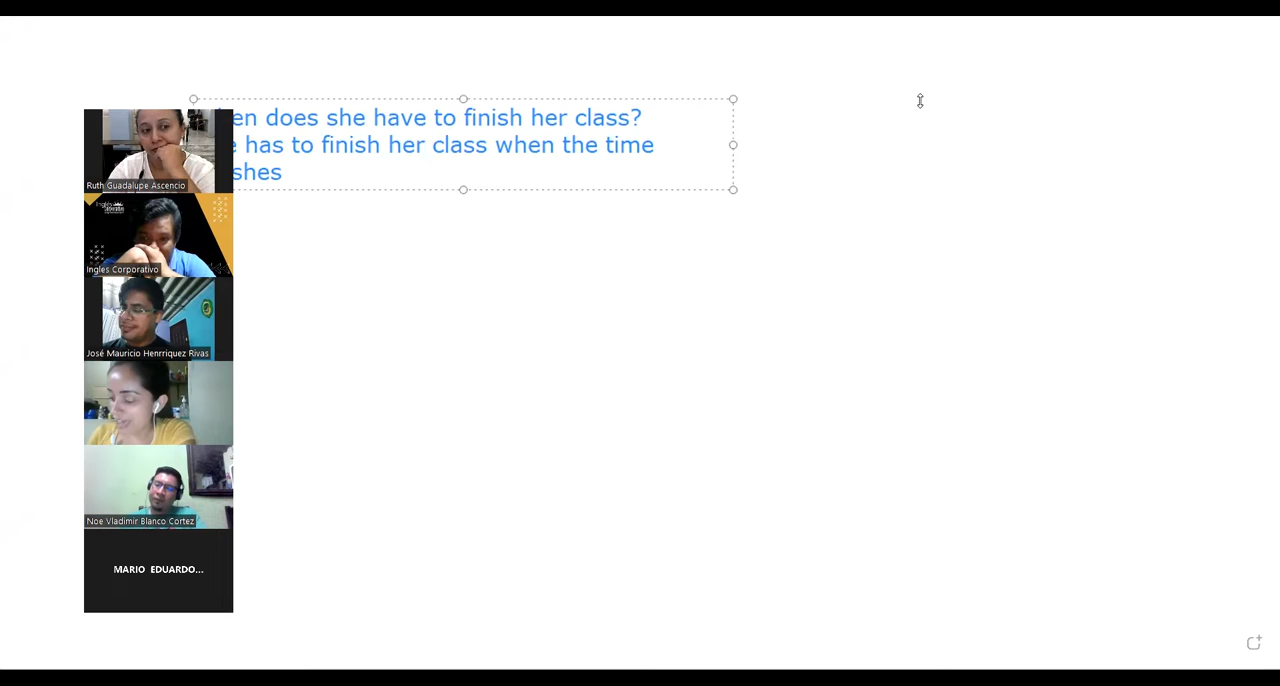 en does she have to finish her class?
has to finish her class when the time
shes
Ruth Guadalupe Ascencio
Ingles Corporativo
José Mauricio Henrriquez Rivas
Noe Vladimir Blanco Cortez
MARIO EDUARDO...